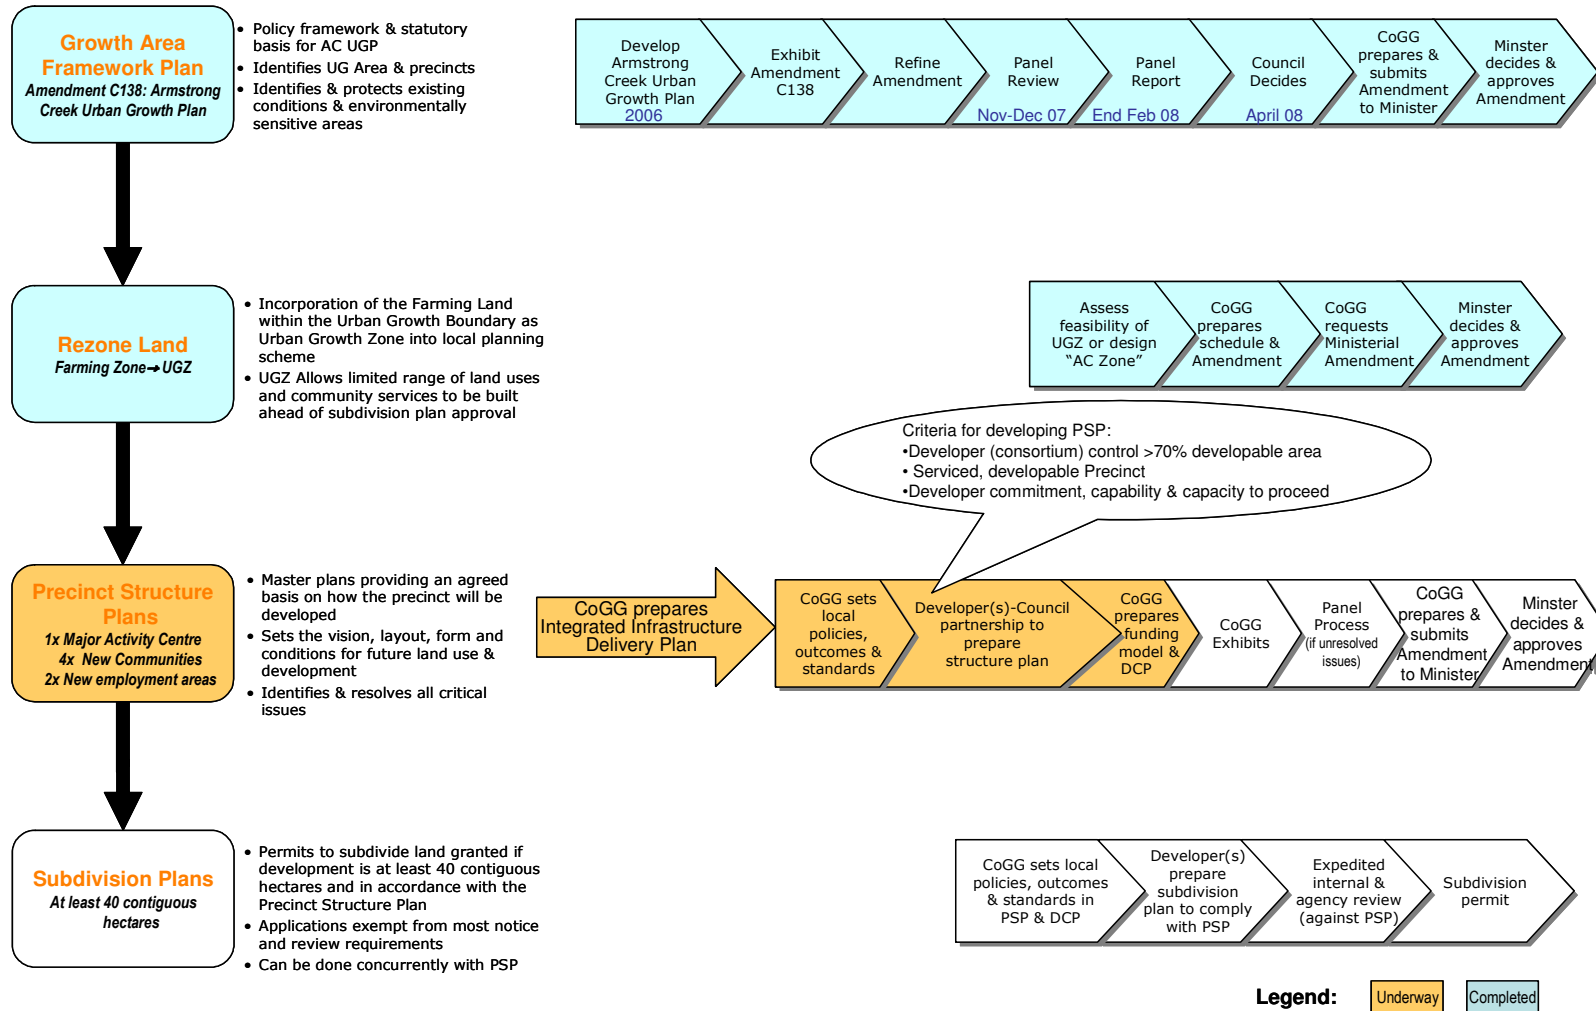 Growth Area
Framework Plan
Amendment C138: Armstrong
Creek Urban Growth Plan
• Policy framework & statutory
basis for AC UGP
• Identifies UG Area & precincts
• Identifies & protects existing
conditions & environmentally
sensitive areas
Develop
Armstrong
Creek Urban
Growth Plan
2006
Exhibit
Amendment
C138
Refine
Amendment
Panel
Review
Nov-Dec 07
Panel
Report
End Feb 08
Council
Decides
April 08
CoGG
prepares &
submits
Amendment
to Minister
Minster
decides &
approves
Amendment
Rezone Land
Farming Zone→ UGZ
• Incorporation of the Farming Land
within the Urban Growth Boundary as
Urban Growth Zone into local planning
scheme
• UGZ Allows limited range of land uses
and community services to be built
ahead of subdivision plan approval
Assess
feasibility of
UGZ or design
“AC Zone”
CoGG
prepares
schedule &
Amendment
CoGG
requests
Ministerial
Amendment
Minster
decides &
approves
Amendment
Criteria for developing PSP:
•Developer (consortium) control >70% developable area
• Serviced, developable Precinct
•Developer commitment, capability & capacity to proceed
Precinct Structure
Plans
1x Major Activity Centre
4x New Communities
2x New employment areas
• Master plans providing an agreed
basis on how the precinct will be
developed
• Sets the vision, layout, form and
conditions for future land use &
development
• Identifies & resolves all critical
issues
CoGG prepares
Integrated Infrastructure
Delivery Plan
CoGG sets
local
policies,
outcomes &
standards
Developer(s)-Council
partnership to
prepare
structure plan
CoGG
prepares
funding
model &
DCP
CoGG
Exhibits
Panel
Process
(if unresolved
issues)
CoGG
prepares &
submits
Amendment
to Minister
Minster
decides &
approves
Amendment
Subdivision Plans
At least 40 contiguous
hectares
• Permits to subdivide land granted if
development is at least 40 contiguous
hectares and in accordance with the
Precinct Structure Plan
• Applications exempt from most notice
and review requirements
• Can be done concurrently with PSP
CoGG sets local
policies, outcomes
& standards in
PSP & DCP
Developer(s)
prepare
subdivision
plan to comply
with PSP
Expedited
internal &
agency review
(against PSP)
Subdivision
permit
Legend:
Underway
Completed